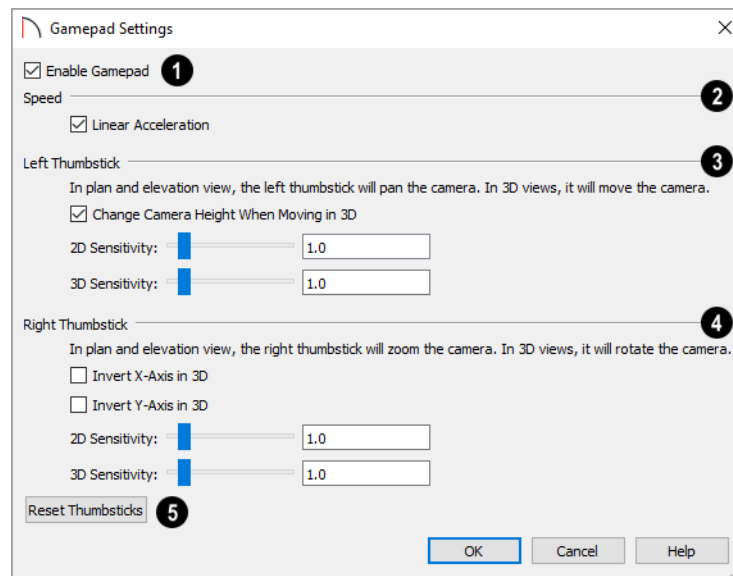 Gamepad Settings
Enable Gamepad 1
Speed 2
Linear Acceleration
Left Thumbstick 3
In plan and elevation view, the left thumbstick will pan the camera. In 3D views, it will move the camera.
Change Camera Height When Moving in 3D
2D Sensitivity: 1.0
3D Sensitivity: 1.0
Right Thumbstick 4
In plan and elevation view, the right thumbstick will zoom the camera. In 3D views, it will rotate the camera.
Invert X-Axis in 3D
Invert Y-Axis in 3D
2D Sensitivity: 1.0
3D Sensitivity: 1.0
Reset Thumbsticks 5
OK Cancel Help